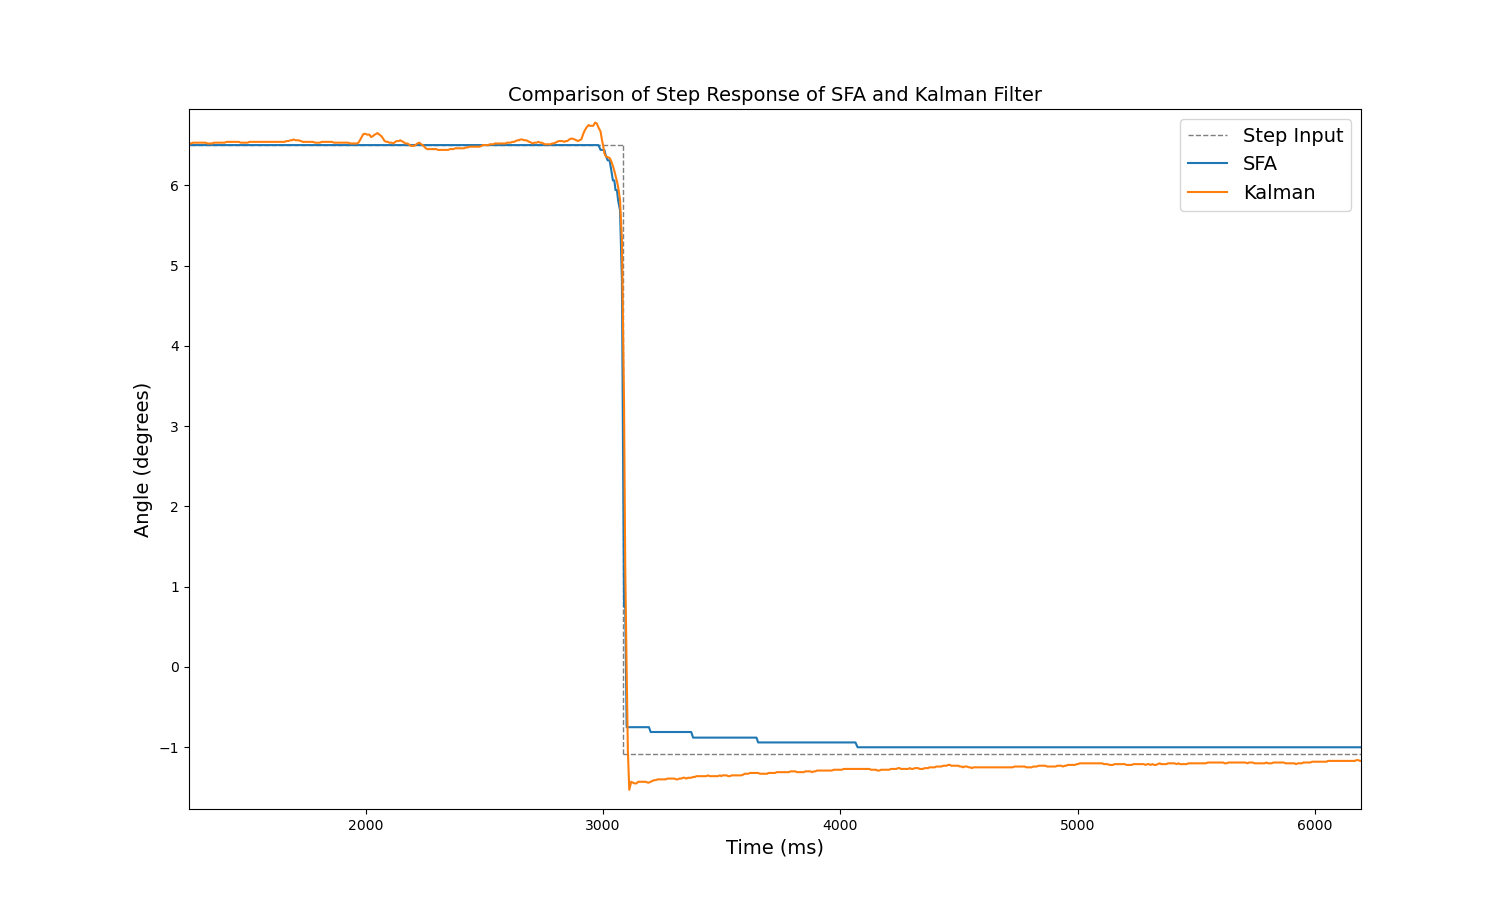 Comparison of Step Response of SFA and Kalman Filter
Step Input
SFA
Kalman
Angle (degrees)
6
5
4
3
2
1
0
−1
2000 3000 4000 5000 6000
Time (ms)